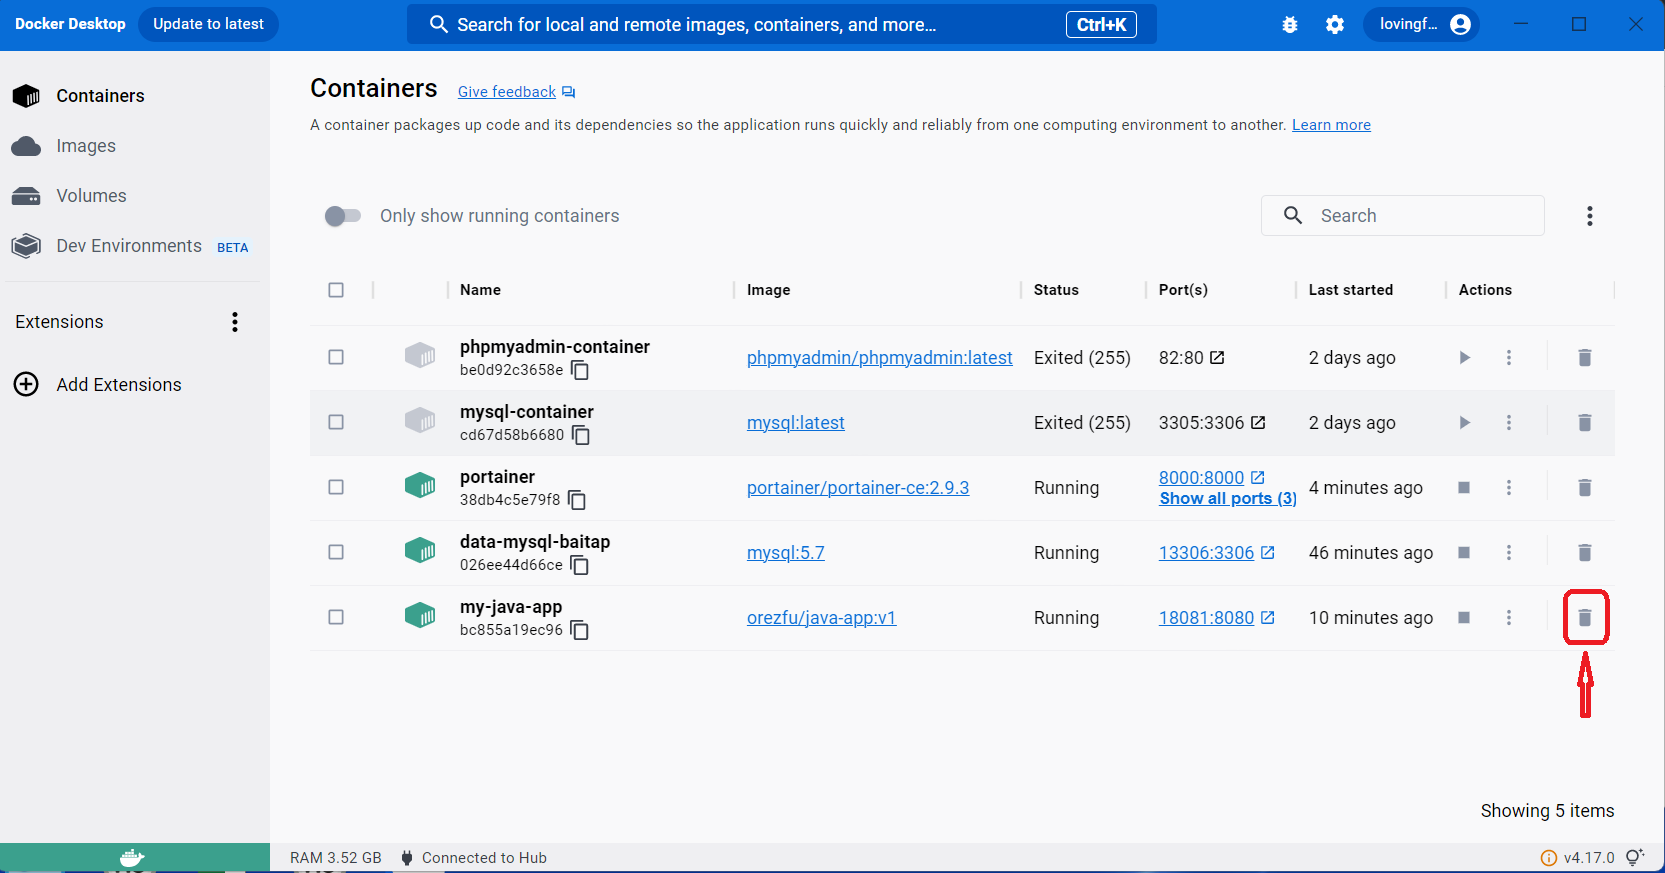 Docker Desktop
Update to latest
Search for local and remote images, containers, and more...
Ctrl+K
lovingf...
Containers
Images
Volumes
Dev Environments BETA
Extensions
Add Extensions
Containers Give feedback
A container packages up code and its dependencies so the application runs quickly and reliably from one computing environment to another. Learn more
Only show running containers
Search
Name Image Status Port(s) Last started Actions
phpmyadmin-container
be0d92c3658e
phpmyadmin/phpmyadmin:latest Exited (255) 82:80 2 days ago
mysql-container
cd67d58b6680
mysql:latest Exited (255) 3305:3306 2 days ago
portainer
38db4c5e79f8
portainer/portainer-ce:2.9.3 Running 8000:8000 4 minutes ago
Show all ports (3)
data-mysql-baitap
026ee44d66ce
mysql:5.7 Running 13306:3306 46 minutes ago
my-java-app
bc855a19ec96
orezfu/java-app:v1 Running 18081:8080 10 minutes ago
Showing 5 items
RAM 3.52 GB Connected to Hub
v4.17.0